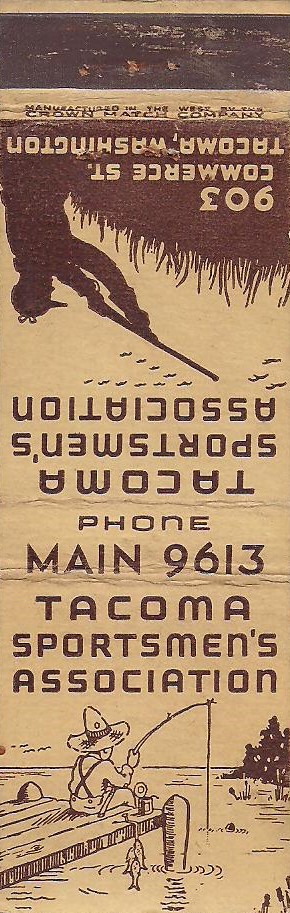 MANUFACTURED IN THE WEST BY THE
CROWN MATCH COMPANY
TACOMA
SPORTSMEN'S
ASSOCIATION
903
COMMERCE ST.
TACOMA, WASHINGTON
PHONE
MAIN 9613
TACOMA
SPORTSMEN'S
ASSOCIATION